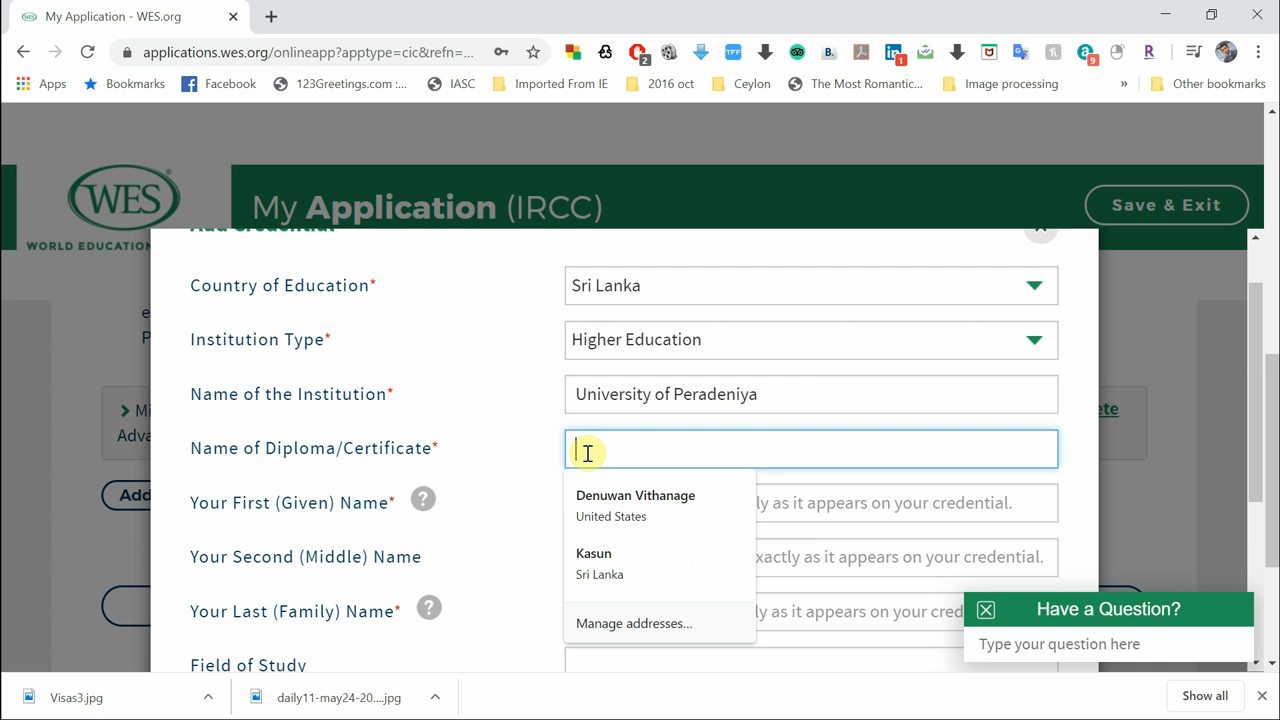 My Application - WES.org
applications.wes.org/onlineapp?apptype=cic&refn=...
Apps
Bookmarks
Facebook
123Greetings.com :...
IASC
Imported From IE
2016 oct
Ceylon
The Most Romantic...
Image processing
»
Other bookmarks
WES
WORLD EDUCATION
My Application (IRCC)
Save & Exit
Add Credential
Country of Education*
Sri Lanka
Institution Type*
Higher Education
Name of the Institution*
University of Peradeniya
Name of Diploma/Certificate*
Denuwan Vithanage
United States
Kasun
Sri Lanka
Manage addresses...
Your First (Given) Name* ?
ly as it appears on your credential.
Your Second (Middle) Name
exactly as it appears on your credential.
Your Last (Family) Name* ?
ly as it appears on your cred
Field of Study
Add
Have a Question?
Type your question here
Visas3.jpg
daily11-may24-20....jpg
Show all